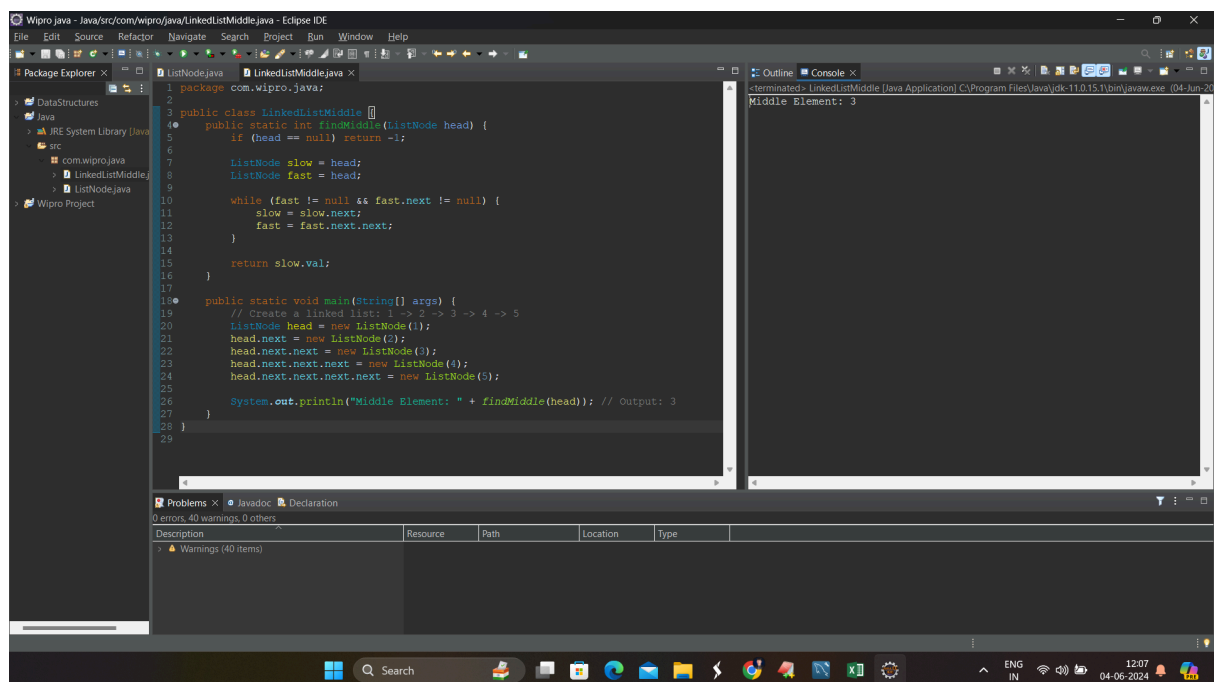 Wipro java - Java/src/com/wipro/java/LinkedListMiddle.java - Eclipse IDE
File Edit Source Refactor Navigate Search Project Run Window Help
Package Explorer
DataStructures
Java
JRE System Library [Java
src
com.wipro.java
LinkedListMiddle.j
ListNode.java
Wipro Project
ListNode.java LinkedListMiddle.java
1 package com.wipro.java;
2
3 public class LinkedListMiddle {
4 public static int findMiddle(ListNode head) {
5 if (head == null) return -1;
6
7 ListNode slow = head;
8 ListNode fast = head;
9
10 while (fast != null && fast.next != null) {
11 slow = slow.next;
12 fast = fast.next.next;
13 }
14
15 return slow.val;
16 }
17
18 public static void main(String[] args) {
19 // Create a linked list: 1 -> 2 -> 3 -> 4 -> 5
20 ListNode head = new ListNode(1);
21 head.next = new ListNode(2);
22 head.next.next = new ListNode(3);
23 head.next.next.next = new ListNode(4);
24 head.next.next.next.next = new ListNode(5);
25
26 System.out.println("Middle Element: " + findMiddle(head)); // Output: 3
27 }
28 }
29
Outline Console
<terminated> LinkedListMiddle [Java Application] C:\Program Files\Java\jdk-11.0.15.1\bin\javaw.exe (04-Jun-20
Middle Element: 3
Problems Javadoc Declaration
0 errors, 40 warnings, 0 others
Description Resource Path Location Type
Warnings (40 items)
Search
ENG
IN
12:07
04-06-2024
PRE